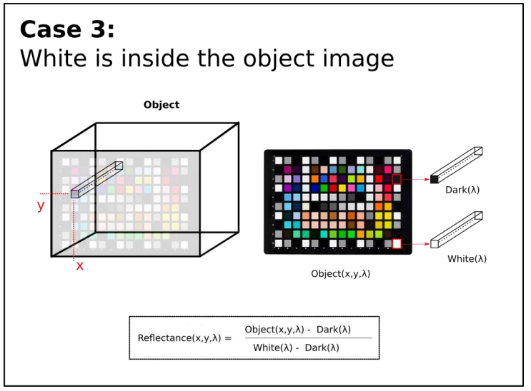 Case 3:
White is inside the object image
Object
y
x
Dark(λ)
White(λ)
Object(x,y,λ)
Reflectance(x,y,λ) = Object(x,y,λ) - Dark(λ)
White(λ) - Dark(λ)